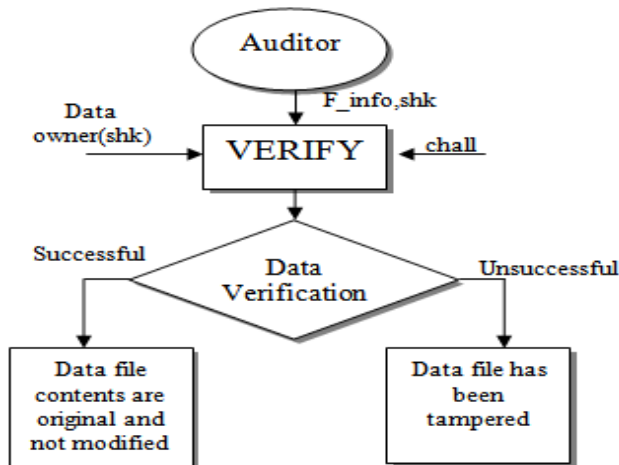 Auditor
F_info,shk
Data
owner(shk)
VERIFY
chall
Successful
Data
Verification
Unsuccessful
Data file
contents are
original and
not modified
Data file has
been
tampered